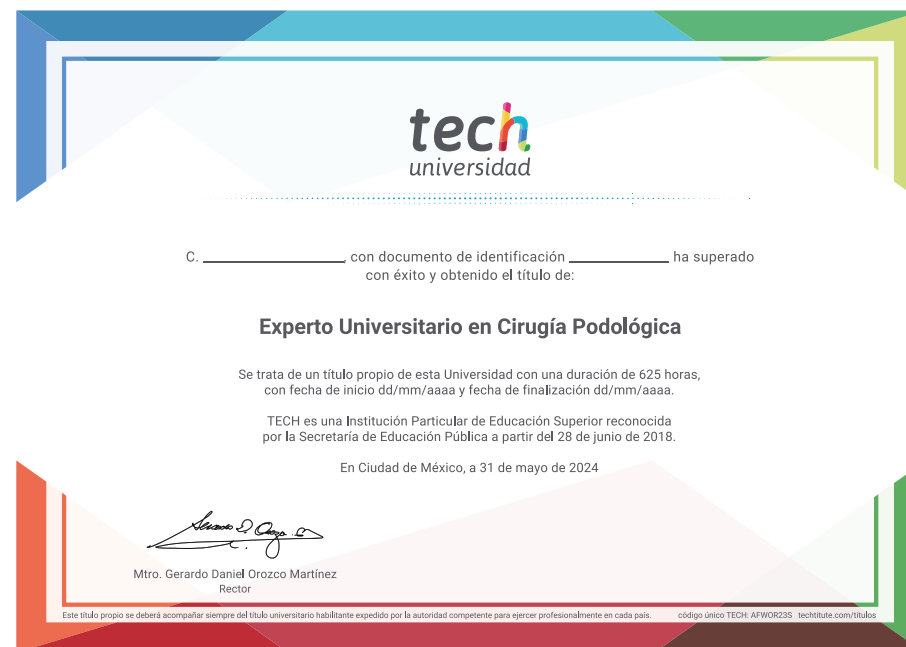 tech
universidad
C. ____________________, con documento de identificación ______________ ha superado
con éxito y obtenido el título de:
Experto Universitario en Cirugía Podológica
Se trata de un título propio de esta Universidad con una duración de 625 horas,
con fecha de inicio dd/mm/aaaa y fecha de finalización dd/mm/aaaa.
TECH es una Institución Particular de Educación Superior reconocida
por la Secretaría de Educación Pública a partir del 28 de junio de 2018.
En Ciudad de México, a 31 de mayo de 2024
Mtro. Gerardo Daniel Orozco Martínez
Rector
Este título propio se deberá acompañar siempre del título universitario habilitante expedido por la autoridad competente para ejercer profesionalmente en cada país. código único TECH: AFWOR23S techtitute.com/titulos